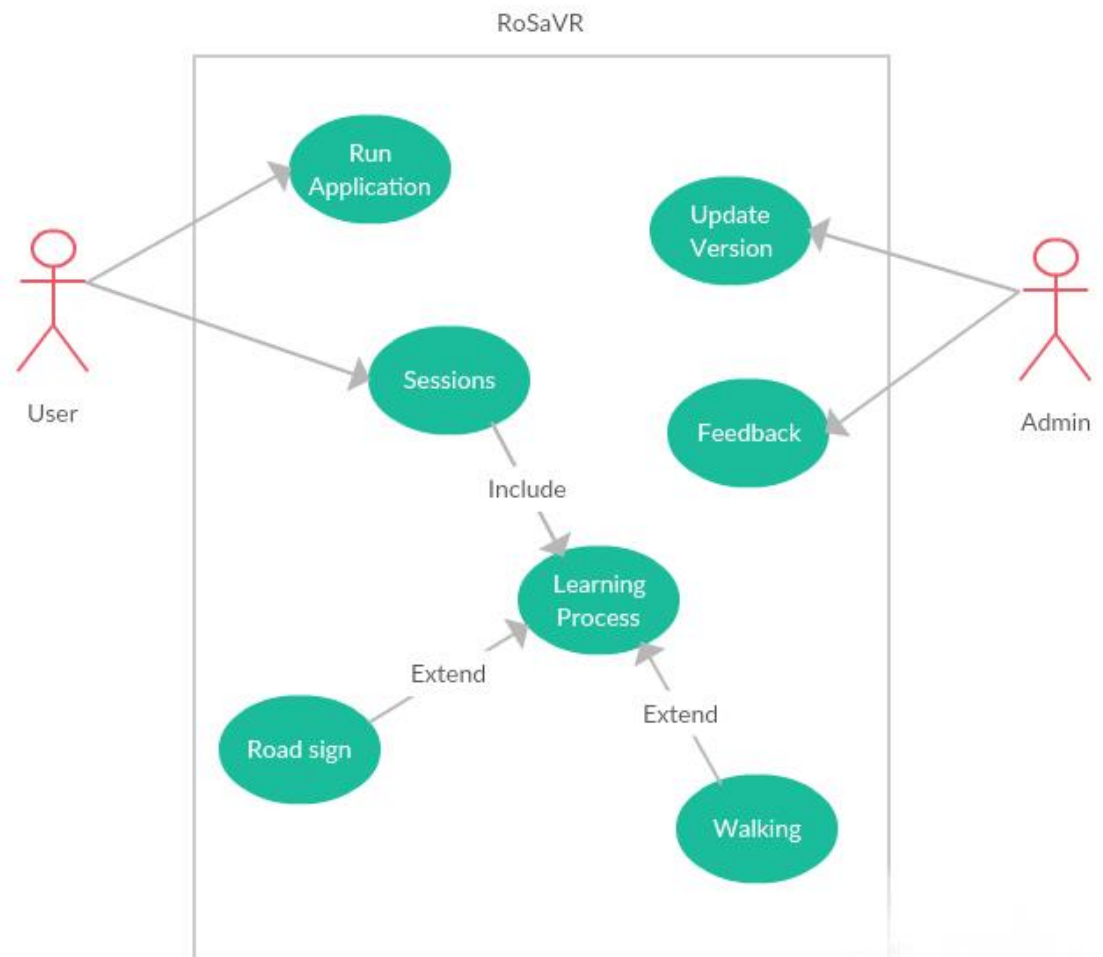 RoSaVR
Run
Application
Update
Version
User
Sessions
Feedback
Admin
Include
Learning
Process
Extend
Extend
Road sign
Walking